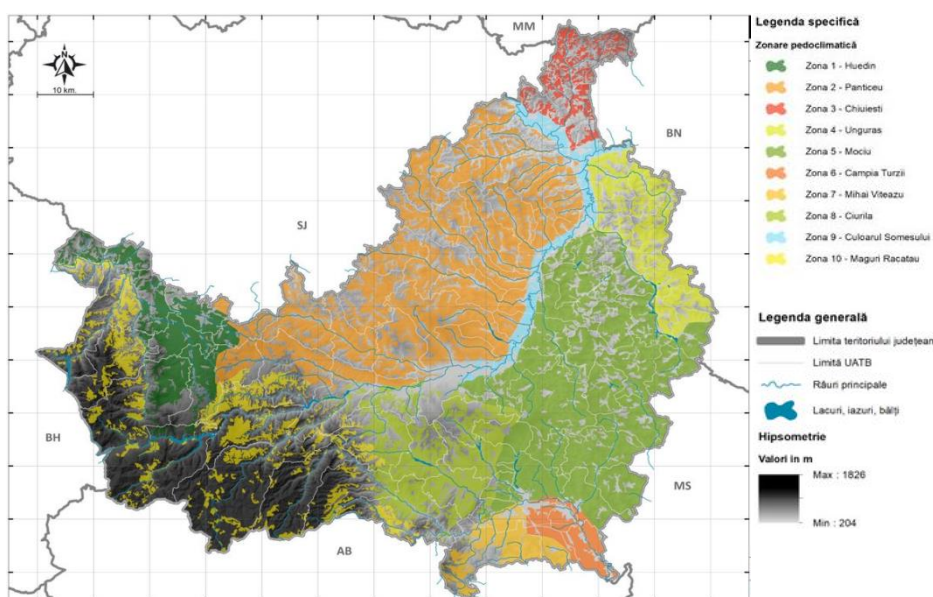 MM
N
10 km.
BN
SJ
BH
MS
AB
Legenda specifică
Zonare pedoclimatică
Zona 1 - Huedin
Zona 2 - Panticeu
Zona 3 - Chiuiesti
Zona 4 - Unguras
Zona 5 - Mociu
Zona 6 - Campia Turzii
Zona 7 - Mihai Viteazu
Zona 8 - Ciurila
Zona 9 - Culoarul Somesului
Zona 10 - Maguri Racatau
Legenda generală
Limita teritoriului județean
Limită UATB
Râuri principale
Lacuri, iazuri, bălți
Hipsometrie
Valori in m
Max : 1826
Min : 204